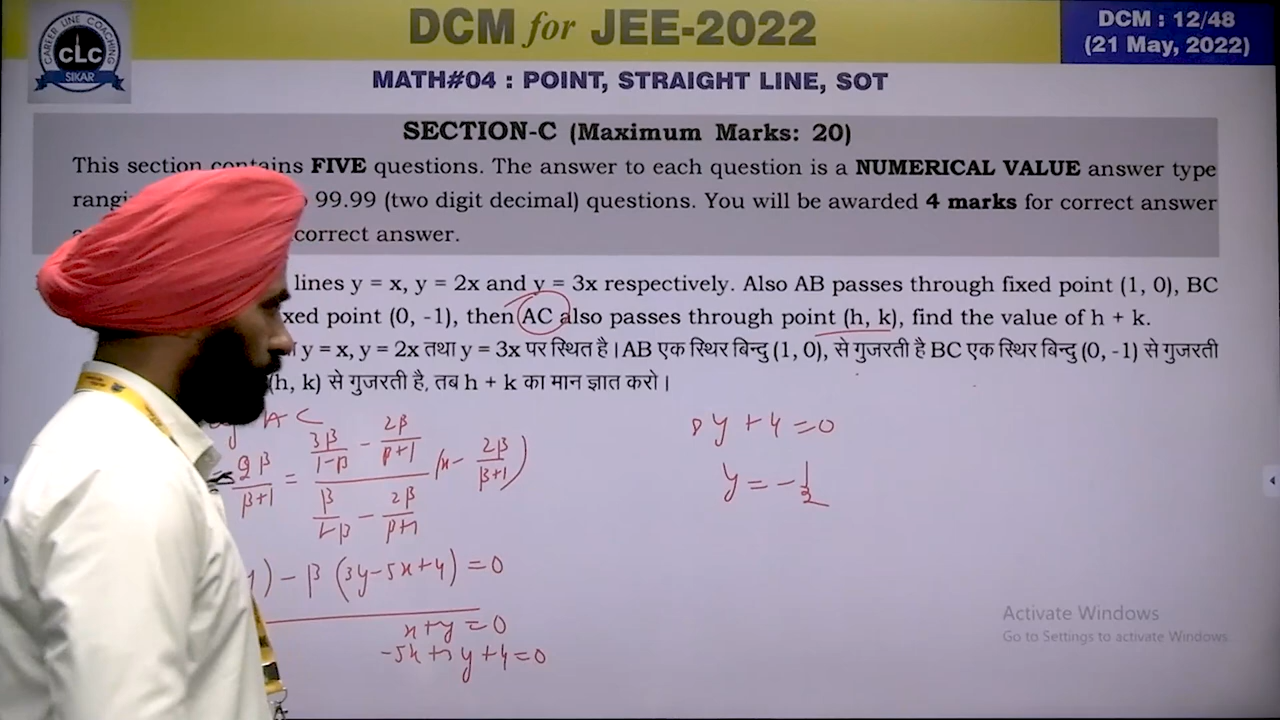 DCM for JEE-2022
DCM : 12/48
(21 May, 2022)
CAREER LINE COACHING
CLC
SIKAR
MATH#04 : POINT, STRAIGHT LINE, SOT
SECTION-C (Maximum Marks: 20)
This section contains FIVE questions. The answer to each question is a NUMERICAL VALUE answer type
99.99 (two digit decimal) questions. You will be awarded 4 marks for correct answer
correct answer.
lines y = x, y = 2x and y = 3x respectively. Also AB passes through fixed point (1, 0), BC
point (0, -1), then AC also passes through point (h, k), find the value of h + k.
y = x, y = 2x तथा y = 3x पर स्थित है। AB एक स्थिर बिन्दु (1, 0), से गुजरती है BC एक स्थिर बिन्दु (0, -1) से गुजरती
(h, k) से गुजरती है, तब h + k का मान ज्ञात करो।
AC
2β/β+1 = (3β/1-β - 2β/β+1)/(β/1-β - 2β/β+1) (x - 2β/β+1)
) - β (3y-5x+4) = 0
x+y = 0
-5x + 3y + 4 = 0
8y + 4 = 0
y = -1/2
Activate Windows
Go to Settings to activate Windows.